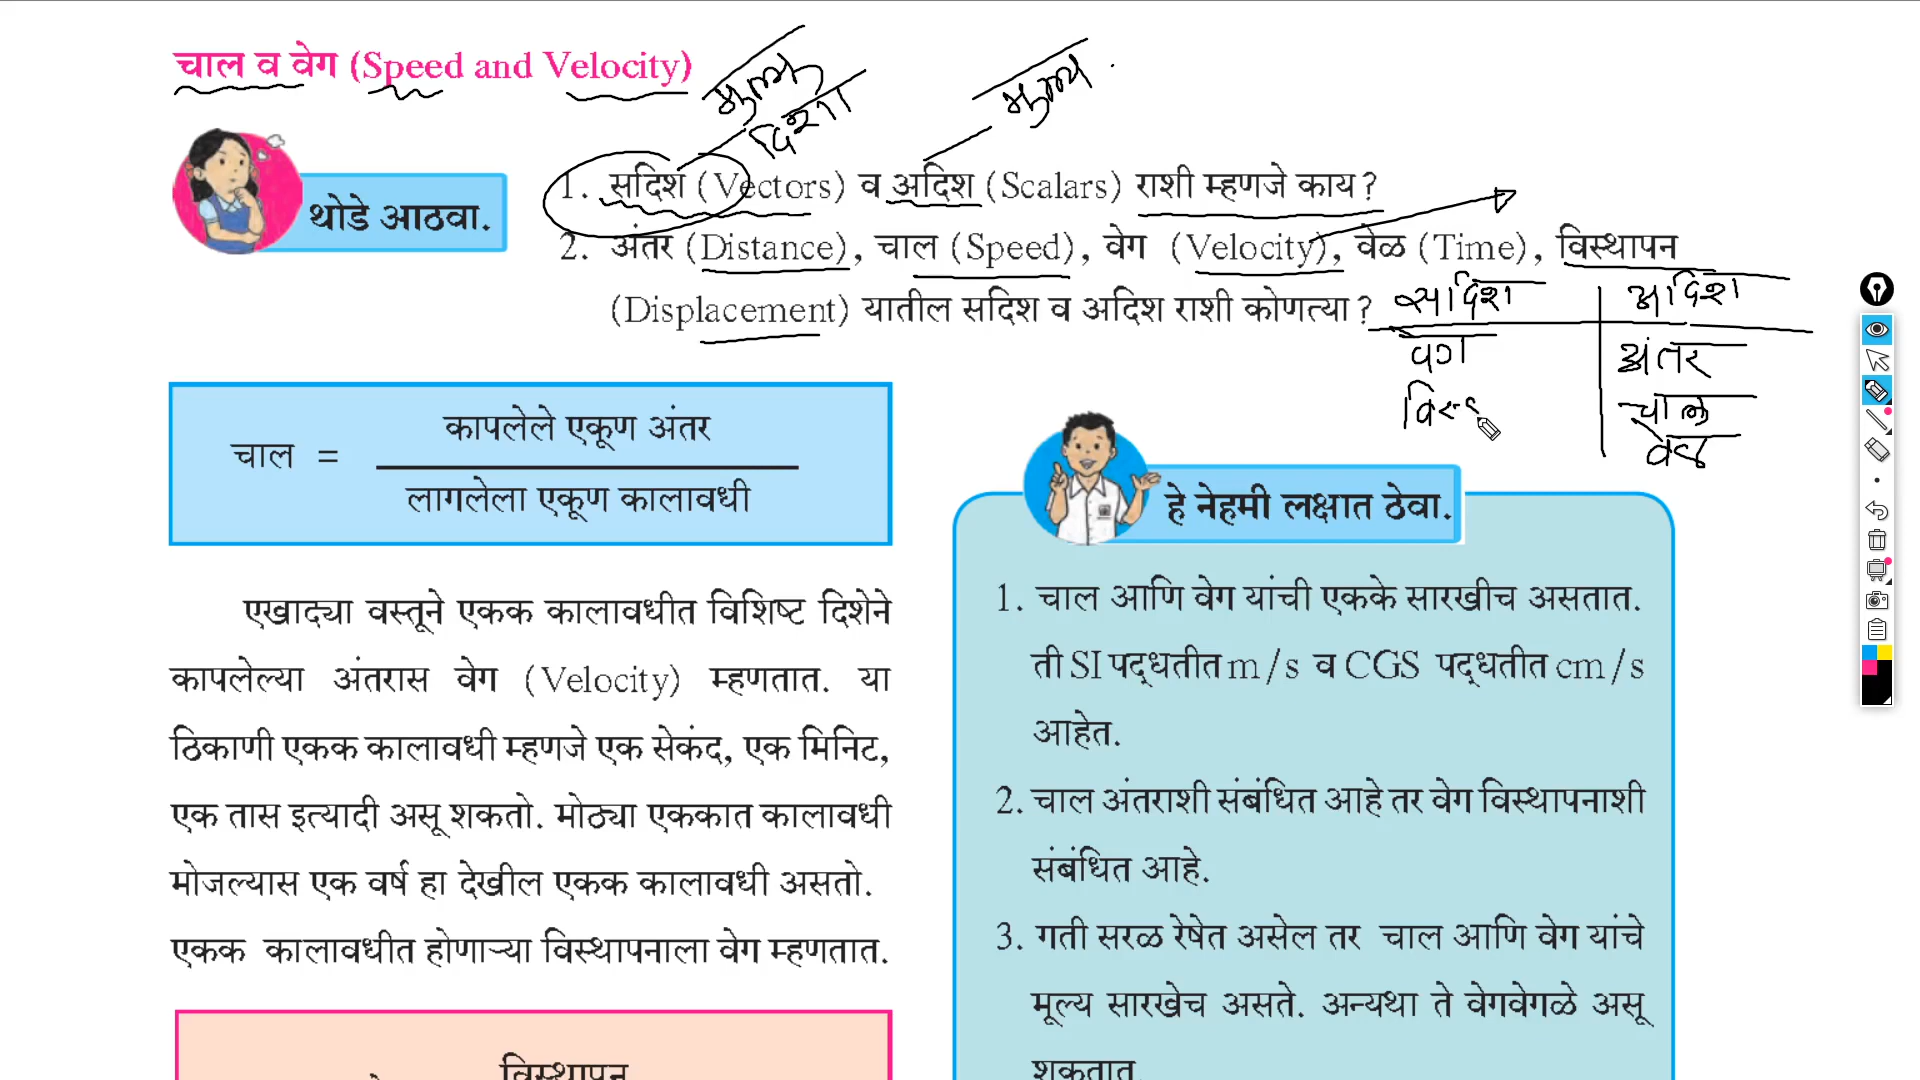 चाल व वेग (Speed and Velocity)
मुल्य
दिशा
मुल्य
थोडे आठवा.
1. सदिश (Vectors) व अदिश (Scalars) राशी म्हणजे काय?
2. अंतर (Distance), चाल (Speed), वेग (Velocity), वेळ (Time), विस्थापन
(Displacement) यातील सदिश व अदिश राशी कोणत्या?
सदिश अदिश
वेग अंतर
विस्थ चाल
वेळ
चाल = कापलेले एकूण अंतर
लागलेला एकूण कालावधी
एखाद्या वस्तूने एकक कालावधीत विशिष्ट दिशेने
कापलेल्या अंतरास वेग (Velocity) म्हणतात. या
ठिकाणी एकक कालावधी म्हणजे एक सेकंद, एक मिनिट,
एक तास इत्यादी असू शकतो. मोठ्या एककात कालावधी
मोजल्यास एक वर्ष हा देखील एकक कालावधी असतो.
एकक कालावधीत होणाऱ्या विस्थापनाला वेग म्हणतात.
विस्थापन
हे नेहमी लक्षात ठेवा.
1. चाल आणि वेग यांची एकके सारखीच असतात.
ती SI पद्धतीत m/s व CGS पद्धतीत cm/s
आहेत.
2. चाल अंतराशी संबंधित आहे तर वेग विस्थापनाशी
संबंधित आहे.
3. गती सरळ रेषेत असेल तर चाल आणि वेग यांचे
मूल्य सारखेच असते. अन्यथा ते वेगवेगळे असू
शकतात.